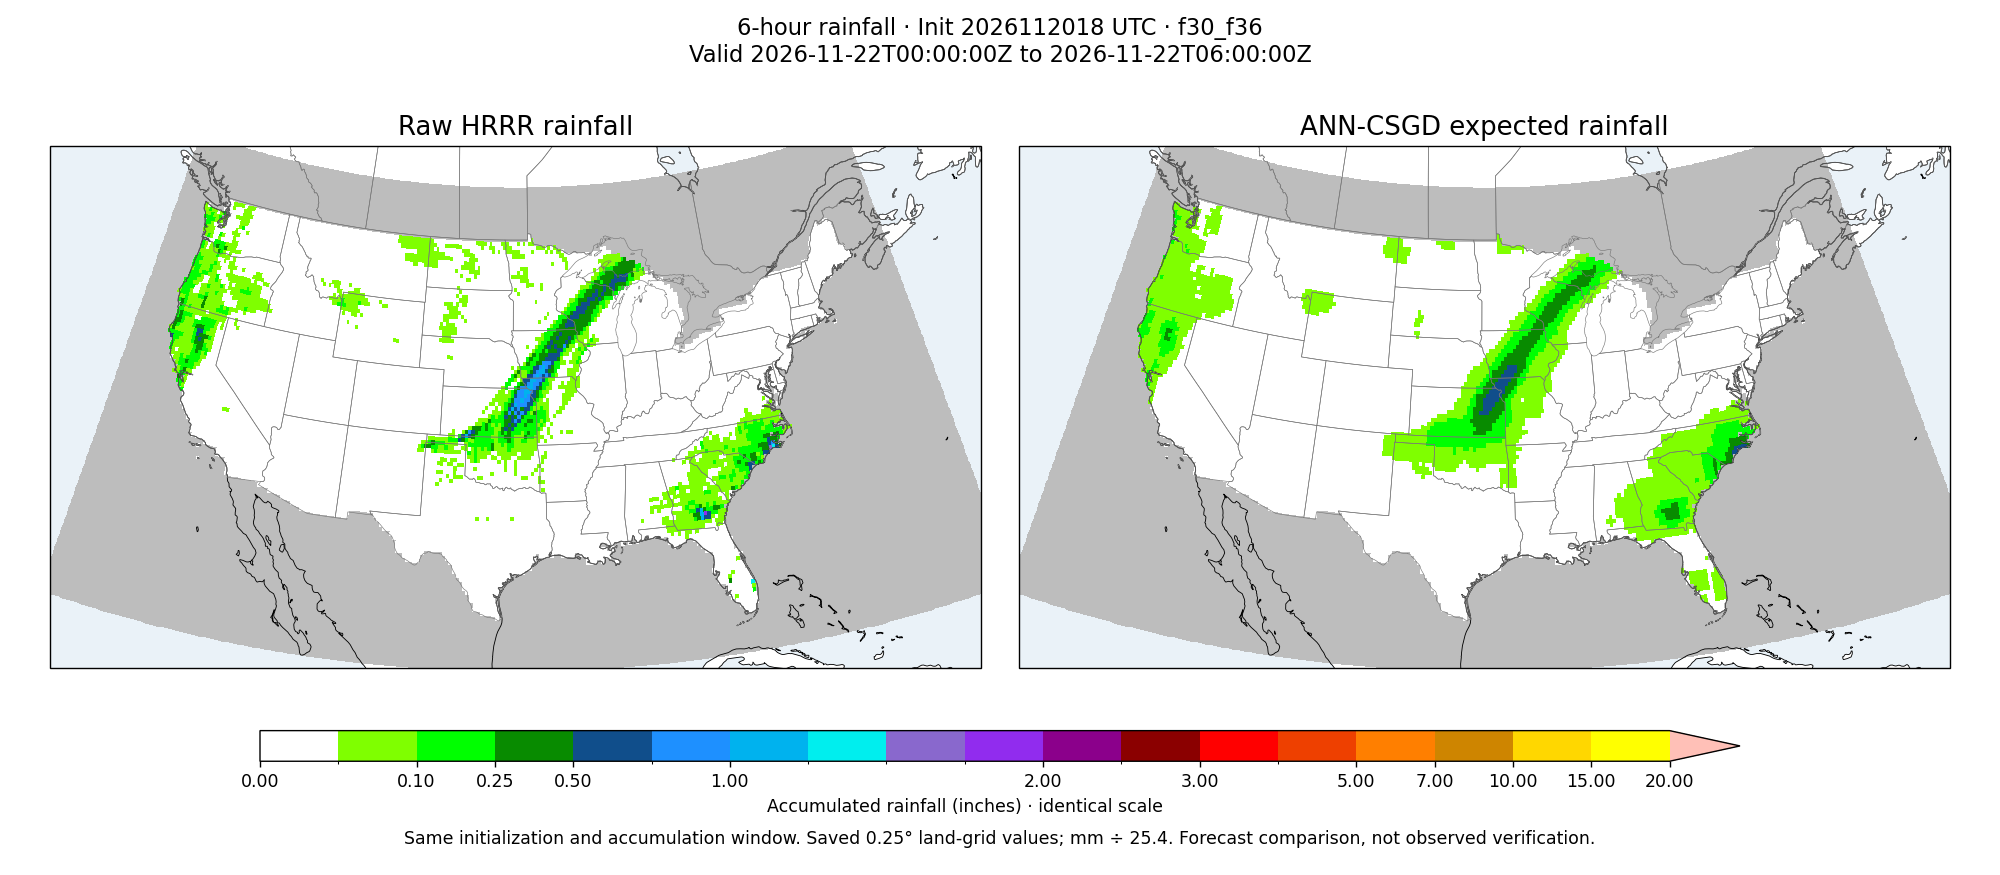 6-hour rainfall · Init 2026112018 UTC · f30_f36
Valid 2026-11-22T00:00:00Z to 2026-11-22T06:00:00Z
Raw HRRR rainfall
ANN-CSGD expected rainfall
0.00 0.10 0.25 0.50 1.00 2.00 3.00 5.00 7.00 10.00 15.00 20.00
Accumulated rainfall (inches) · identical scale
Same initialization and accumulation window. Saved 0.25° land-grid values; mm ÷ 25.4. Forecast comparison, not observed verification.